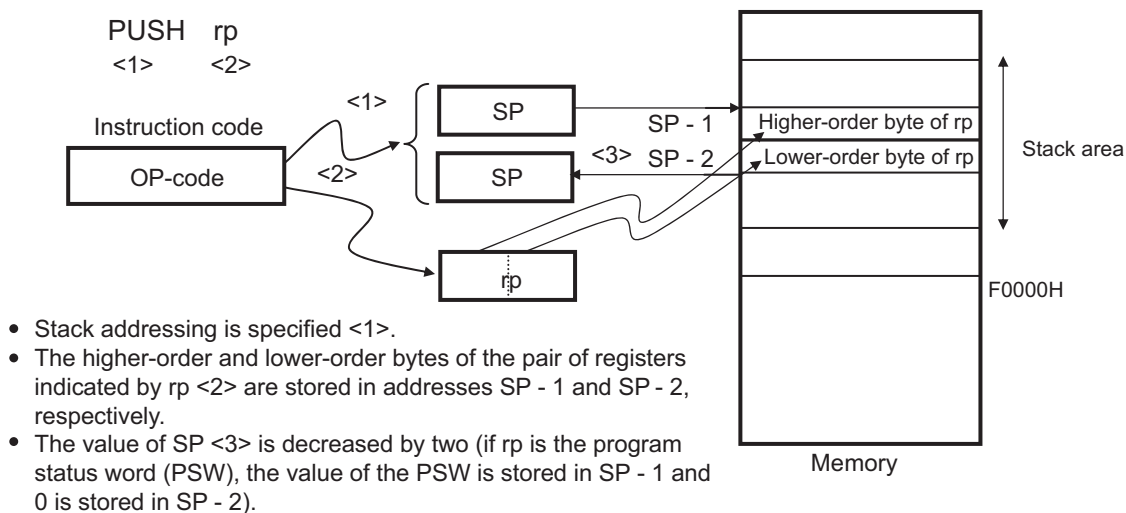 PUSH rp
<1> <2>
<1>
SP
SP - 1
Higher-order byte of rp
Instruction code
<3>
SP - 2
Lower-order byte of rp
Stack area
OP-code
<2>
SP
rp
F0000H
• Stack addressing is specified <1>.
• The higher-order and lower-order bytes of the pair of registers
indicated by rp <2> are stored in addresses SP - 1 and SP - 2,
respectively.
• The value of SP <3> is decreased by two (if rp is the program
status word (PSW), the value of the PSW is stored in SP - 1 and
0 is stored in SP - 2).
Memory